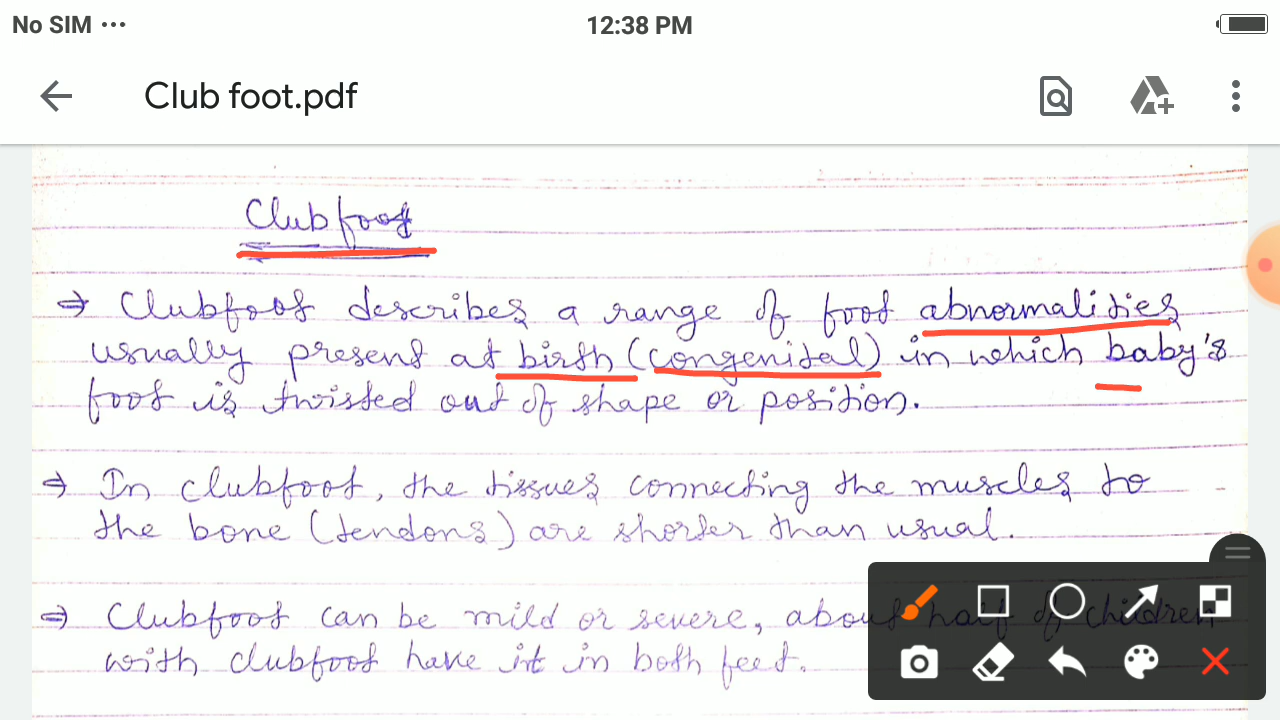 No SIM ...
12:38 PM
Club foot.pdf
Clubfoot
⇒ Clubfoot describes a range of foot abnormalities
usually present at birth (congenital) in which baby's
foot is twisted out of shape or position.
⇒ In clubfoot, the tissues connecting the muscles to
the bone (tendons) are shorter than usual.
⇒ Clubfoot can be mild or severe, about half of children
with clubfoot have it in both feet.